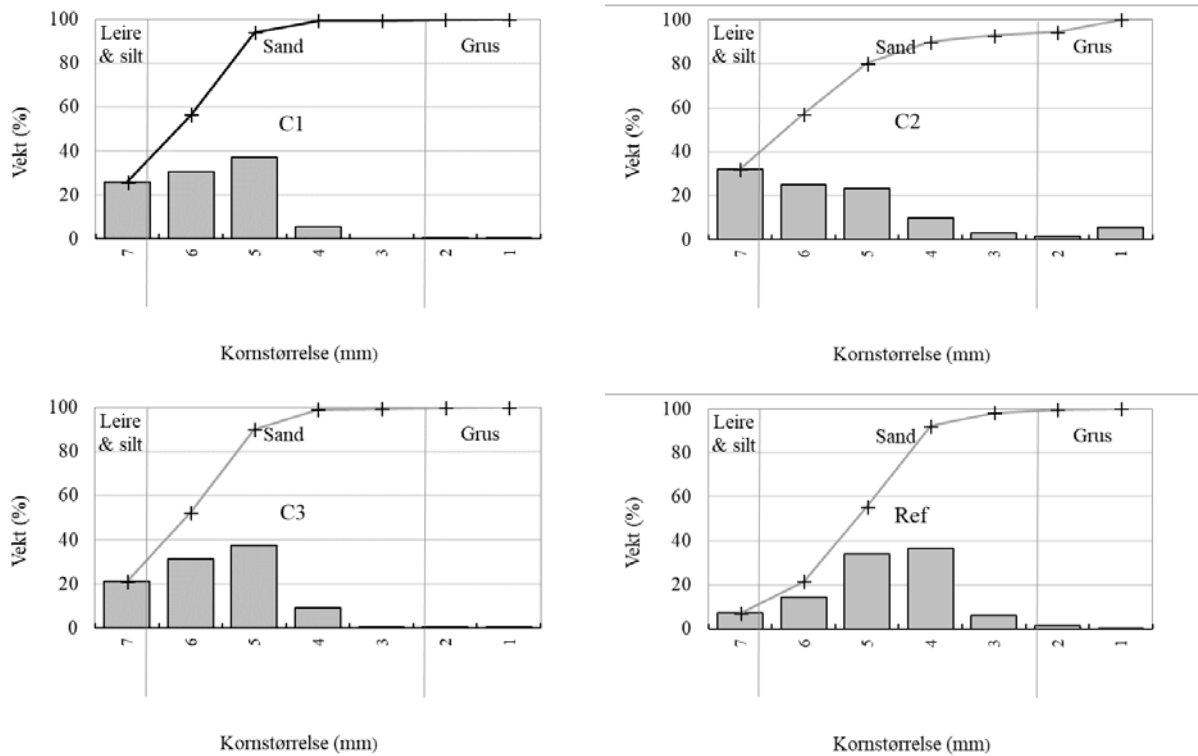 100
80
60
40
20
0
Vekt (%)
Leire
& silt
Sand
Grus
C1
7 6 5 4 3 2 1
Kornstørrelse (mm)
100
80
60
40
20
0
Vekt (%)
Leire
& silt
Sand
Grus
C2
7 6 5 4 3 2 1
Kornstørrelse (mm)
100
80
60
40
20
0
Vekt (%)
Leire
& silt
Sand
Grus
C3
7 6 5 4 3 2 1
Kornstørrelse (mm)
100
80
60
40
20
0
Vekt (%)
Leire
& silt
Sand
Grus
Ref
7 6 5 4 3 2 1
Kornstørrelse (mm)